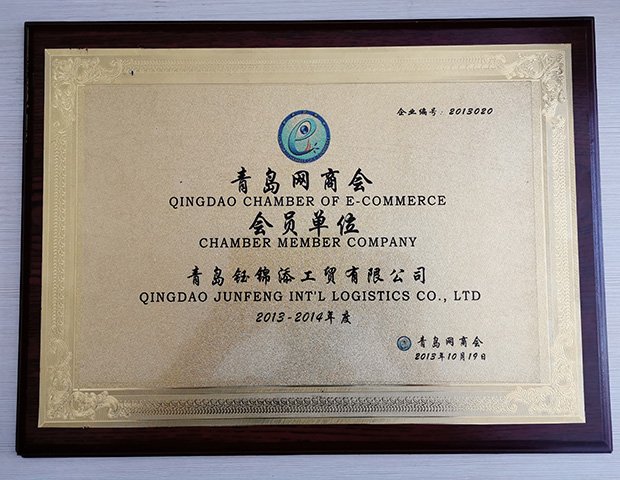 企业编号：2013020
青岛网商会
QINGDAO CHAMBER OF E-COMMERCE
会员单位
CHAMBER MEMBER COMPANY
青岛钰锦添工贸有限公司
QINGDAO JUNFENG INT'L LOGISTICS CO., LTD
2013-2014年度
青岛网商会
2013年10月19日